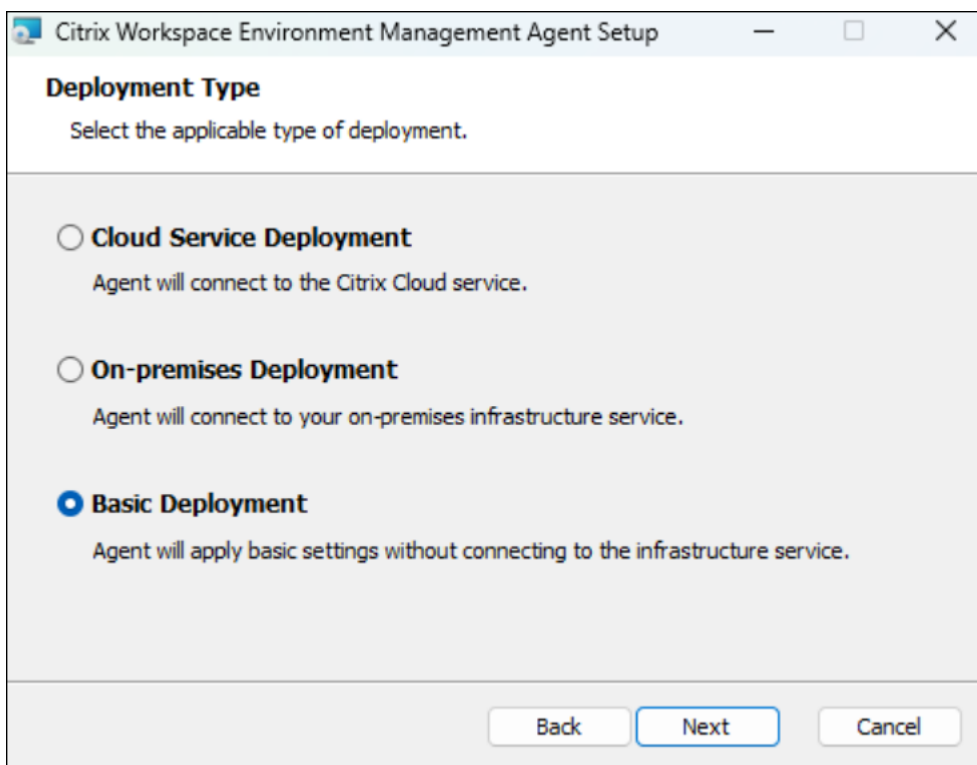 Citrix Workspace Environment Management Agent Setup
Deployment Type
Select the applicable type of deployment.
Cloud Service Deployment
Agent will connect to the Citrix Cloud service.
On-premises Deployment
Agent will connect to your on-premises infrastructure service.
Basic Deployment
Agent will apply basic settings without connecting to the infrastructure service.
Back Next Cancel